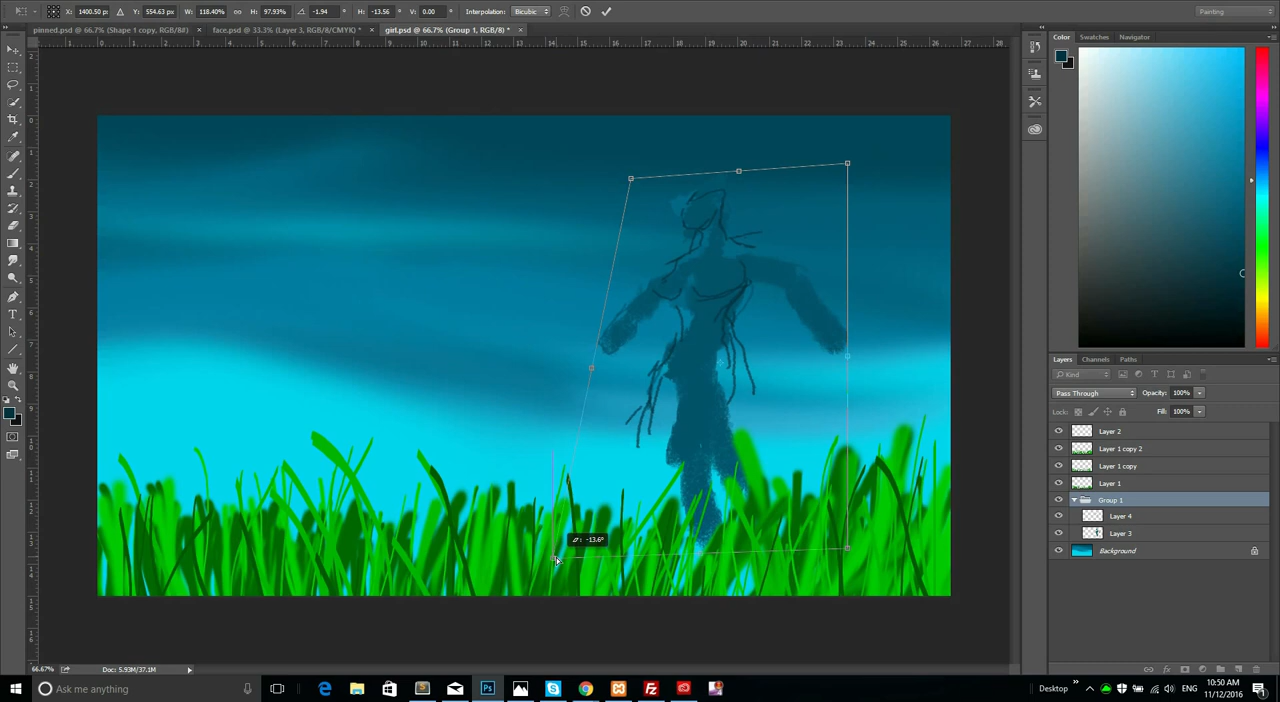 X: 1400.50 px Y: 554.63 px W: 118.40% H: 97.93% -1.94 ° H: -13.56 ° V: 0.00 ° Interpolation: Bicubic Painting
pinned.psd @ 66.7% (Shape 1 copy, RGB/8#) × face.psd @ 33.3% (Layer 3, RGB/8/CMYK) * × girl.psd @ 66.7% (Group 1, RGB/8) * ×
Color Swatches Navigator
Layers Channels Paths
Kind
Pass Through Opacity: 100%
Lock: Fill: 100%
Layer 2
Layer 1 copy 2
Layer 1 copy
Layer 1
Group 1
Layer 4
Layer 3
Background
: -13.6°
66.67% Doc: 5.93M/37.1M
Ask me anything Desktop ENG 10:50 AM
11/12/2016